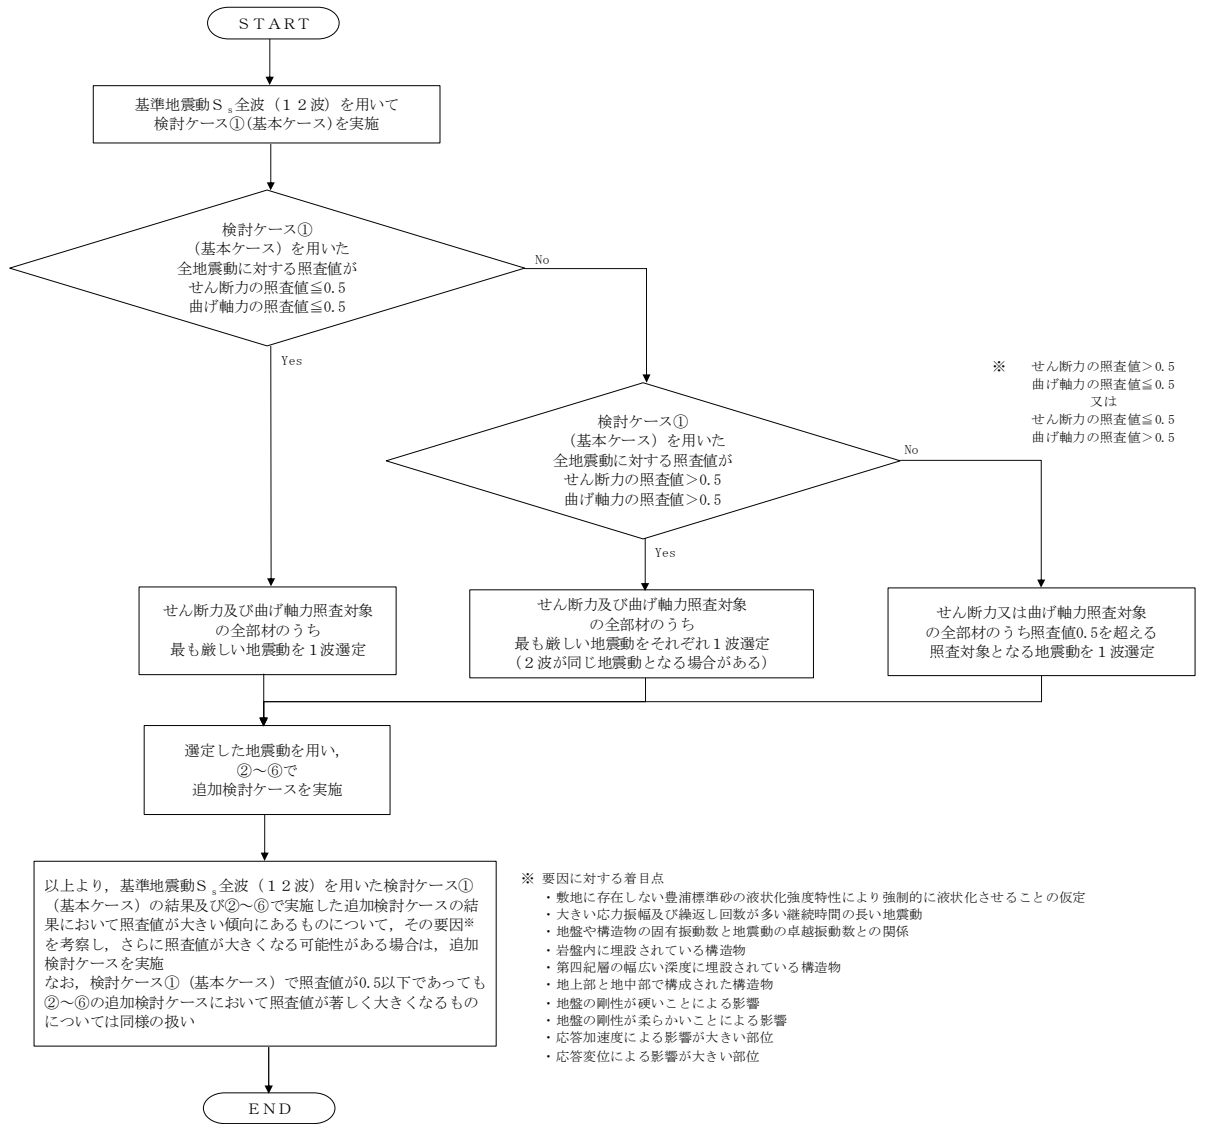 ＳＴＡＲＴ
基準地震動Ｓｓ全波（１２波）を用いて
検討ケース①(基本ケース)を実施
検討ケース①
（基本ケース）を用いた
全地震動に対する照査値が
せん断力の照査値≦0.5
曲げ軸力の照査値≦0.5
No
Yes
※　せん断力の照査値＞0.5
曲げ軸力の照査値≦0.5
又は
せん断力の照査値≦0.5
曲げ軸力の照査値＞0.5
検討ケース①
（基本ケース）を用いた
全地震動に対する照査値が
せん断力の照査値＞0.5
曲げ軸力の照査値＞0.5
No
Yes
せん断力及び曲げ軸力照査対象
の全部材のうち
最も厳しい地震動を１波選定
せん断力及び曲げ軸力照査対象
の全部材のうち
最も厳しい地震動をそれぞれ１波選定
（２波が同じ地震動となる場合がある）
せん断力又は曲げ軸力照査対象
の全部材のうち照査値0.5を超える
照査対象となる地震動を１波選定
選定した地震動を用い，
②～⑥で
追加検討ケースを実施
以上より，基準地震動Ｓｓ全波（１２波）を用いた検討ケース①
（基本ケース）の結果及び②～⑥で実施した追加検討ケースの結
果において照査値が大きい傾向にあるものについて，その要因※
を考察し，さらに照査値が大きくなる可能性がある場合は，追加
検討ケースを実施
なお，検討ケース①（基本ケース）で照査値が0.5以下であっても
②～⑥の追加検討ケースにおいて照査値が著しく大きくなるもの
については同様の扱い
※ 要因に対する着目点
・敷地に存在しない豊浦標準砂の液状化強度特性により強制的に液状化させることの仮定
・大きい応力振幅及び繰返し回数が多い継続時間の長い地震動
・地盤や構造物の固有振動数と地震動の卓越振動数との関係
・岩盤内に埋設されている構造物
・第四紀層の幅広い深度に埋設されている構造物
・地上部と地中部で構成された構造物
・地盤の剛性が硬いことによる影響
・地盤の剛性が柔らかいことによる影響
・応答加速度による影響が大きい部位
・応答変位による影響が大きい部位
ＥＮＤ